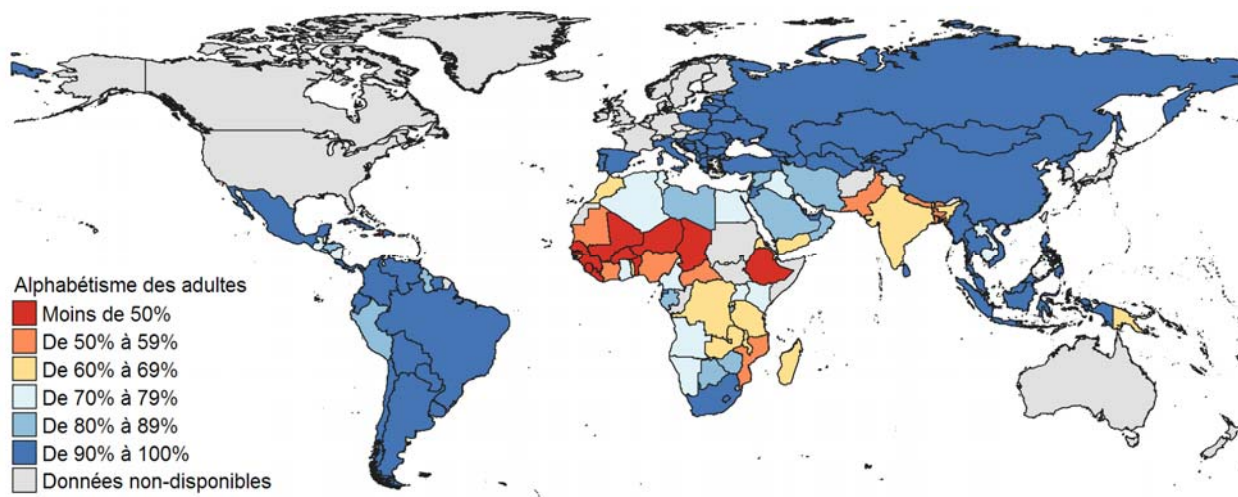 Alphabétisme des adultes
Moins de 50%
De 50% à 59%
De 60% à 69%
De 70% à 79%
De 80% à 89%
De 90% à 100%
Données non-disponibles